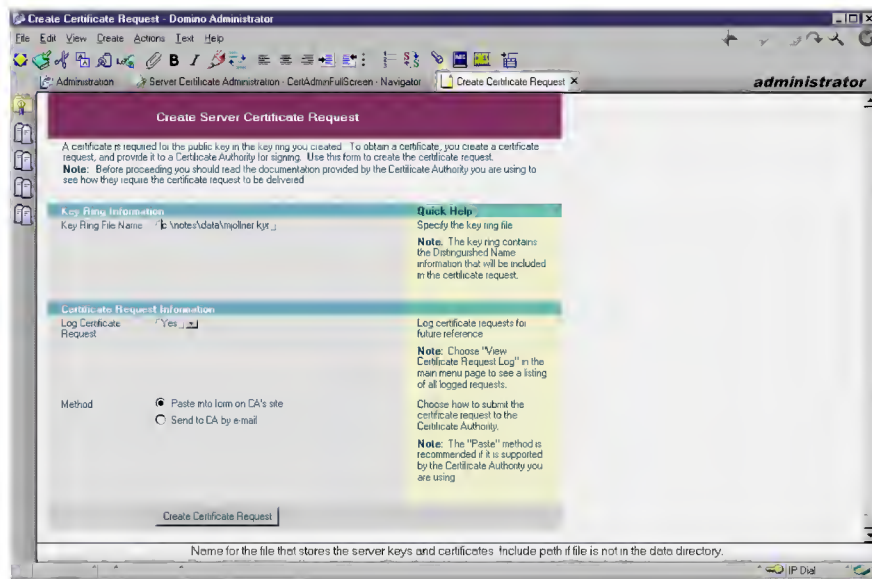 Create Certificate Request - Domino Administrator
File Edit View Create Actions Text Help
Administration Server Certificate Administration - CertAdminFullScreen - Navigator Create Certificate Request
administrator
Create Server Certificate Request
A certificate is required for the public key in the key ring you created. To obtain a certificate, you create a certificate
request, and provide it to a Certificate Authority for signing. Use this form to create the certificate request.
Note: Before proceeding you should read the documentation provided by the Certificate Authority you are using to
see how they require the certificate request to be delivered
Key Ring Information
Quick Help
Key Ring File Name
c:\notes\data\mjollner.kyr
Specify the key ring file
Note: The key ring contains
the Distinguished Name
information that will be included
in the certificate request.
Certificate Request Information
Log Certificate
Request
Yes
Log certificate requests for
future reference
Note: Choose "View
Certificate Request Log" in the
main menu page to see a listing
of all logged requests.
Method
Paste into form on CA's site
Send to CA by e-mail
Choose how to submit the
certificate request to the
Certificate Authority.
Note: The "Paste" method is
recommended if it is supported
by the Certificate Authority you
are using
Create Certificate Request
Name for the file that stores the server keys and certificates. Include path if file is not in the data directory.
IP Dial